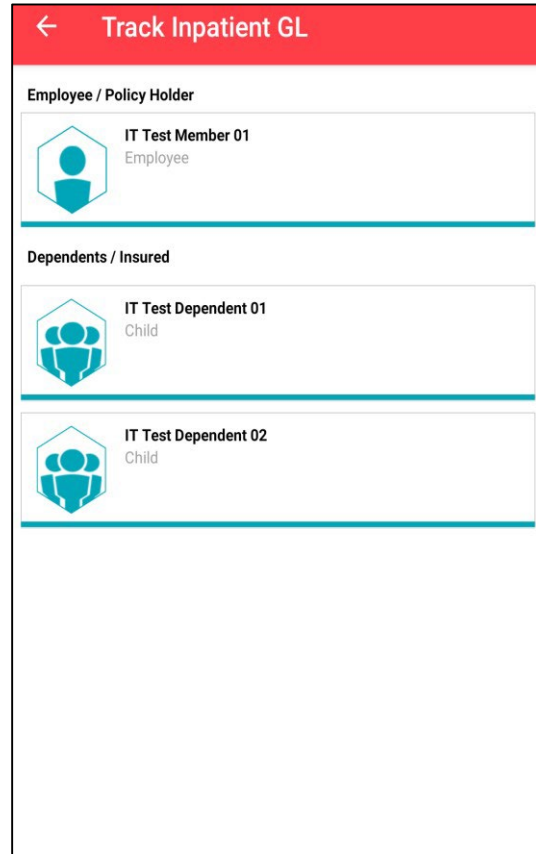 Track Inpatient GL
Employee / Policy Holder
IT Test Member 01
Employee
Dependents / Insured
IT Test Dependent 01
Child
IT Test Dependent 02
Child